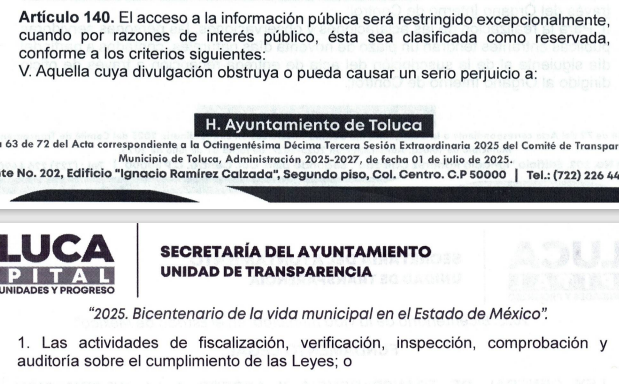 Artículo 140. El acceso a la información pública será restringido excepcionalmente,
cuando por razones de interés público, ésta sea clasificada como reservada,
conforme a los criterios siguientes:
V. Aquella cuya divulgación obstruya o pueda causar un serio perjuicio a:
H. Ayuntamiento de Toluca
63 de 72 del Acta correspondiente a la Octingentésima Décima Tercera Sesión Extraordinaria 2025 del Comité de Transpar
Municipio de Toluca, Administración 2025-2027, de fecha 01 de julio de 2025.
te No. 202, Edificio "Ignacio Ramírez Calzada", Segundo piso, Col. Centro. C.P 50000 | Tel.: (722) 226 44
LUCA
PITAL
UNIDADES Y PROGRESO
SECRETARÍA DEL AYUNTAMIENTO
UNIDAD DE TRANSPARENCIA
“2025. Bicentenario de la vida municipal en el Estado de México”.
1. Las actividades de fiscalización, verificación, inspección, comprobación y
auditoría sobre el cumplimiento de las Leyes; o